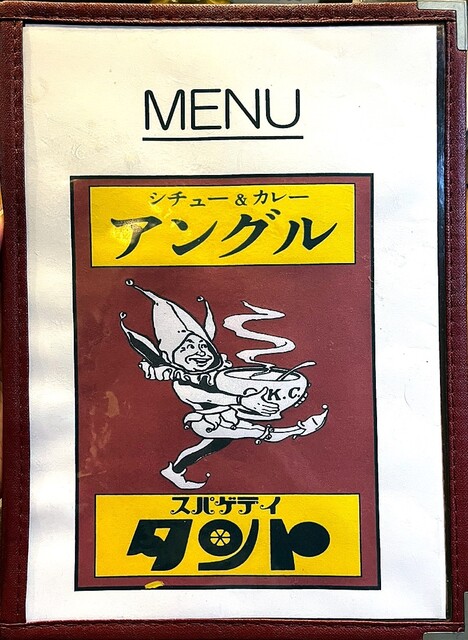 MENU
シチュー&カレー
アングル
K.C.
スパゲティ
タント